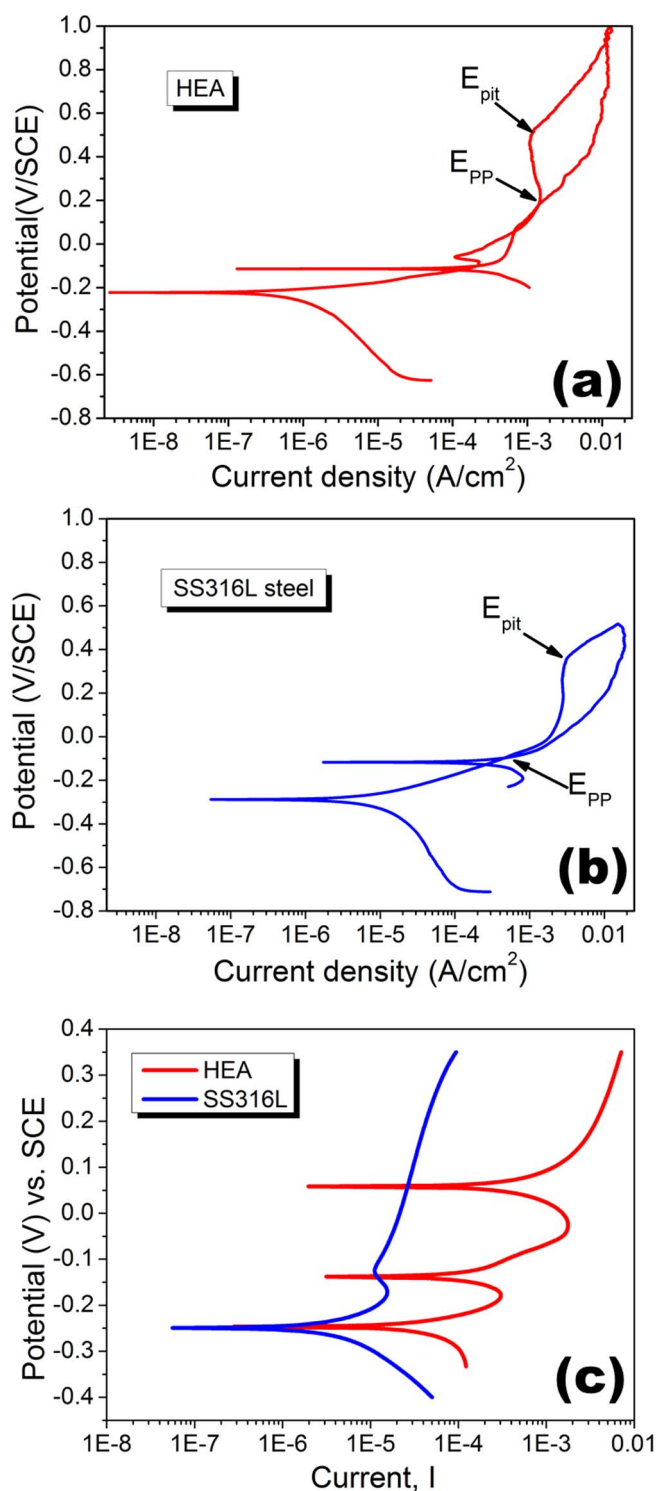 1.0
0.8
0.6
0.4
0.2
0.0
-0.2
-0.4
-0.6
-0.8
Potential(V/SCE)
HEA
E_pit
E_PP
(a)
1E-8 1E-7 1E-6 1E-5 1E-4 1E-3 0.01
Current density (A/cm²)
1.0
0.8
0.6
0.4
0.2
0.0
-0.2
-0.4
-0.6
-0.8
Potential (V/SCE)
SS316L steel
E_pit
E_PP
(b)
1E-8 1E-7 1E-6 1E-5 1E-4 1E-3 0.01
Current density (A/cm²)
0.4
0.3
0.2
0.1
0.0
-0.1
-0.2
-0.3
-0.4
Potential (V) vs. SCE
HEA
SS316L
(c)
1E-8 1E-7 1E-6 1E-5 1E-4 1E-3 0.01
Current, I